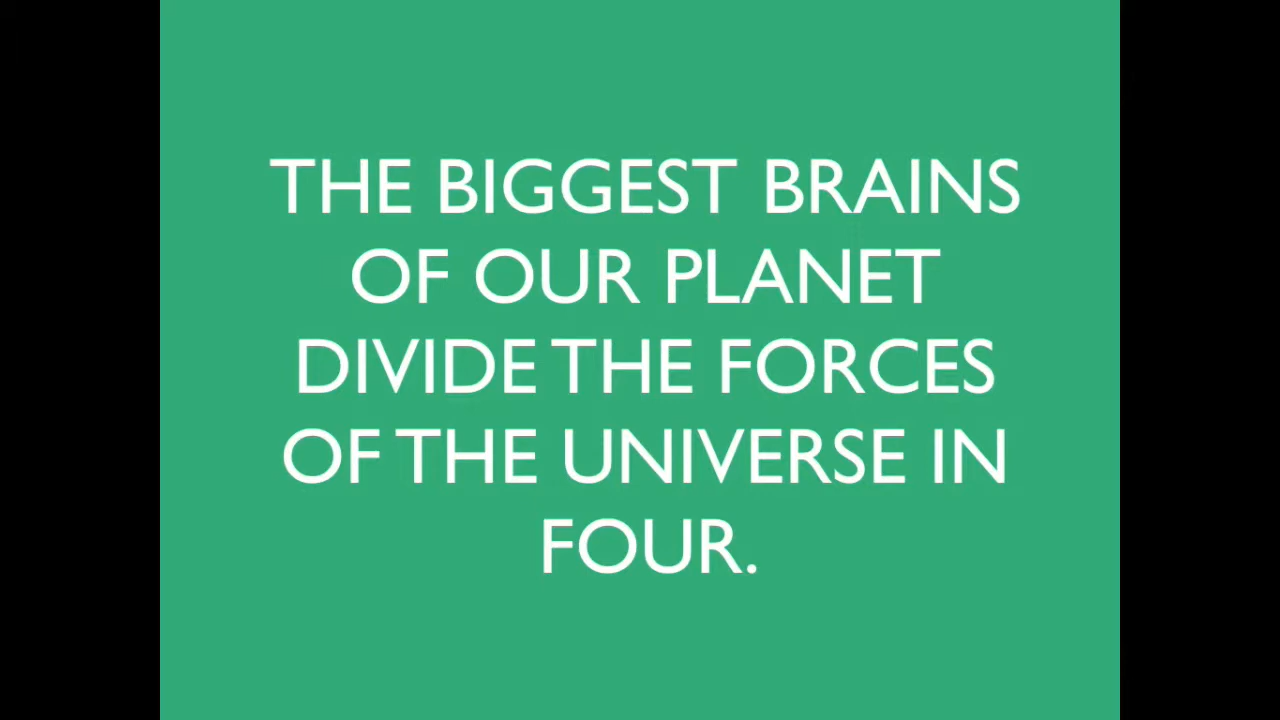 THE BIGGEST BRAINS
OF OUR PLANET
DIVIDE THE FORCES
OF THE UNIVERSE IN
FOUR.